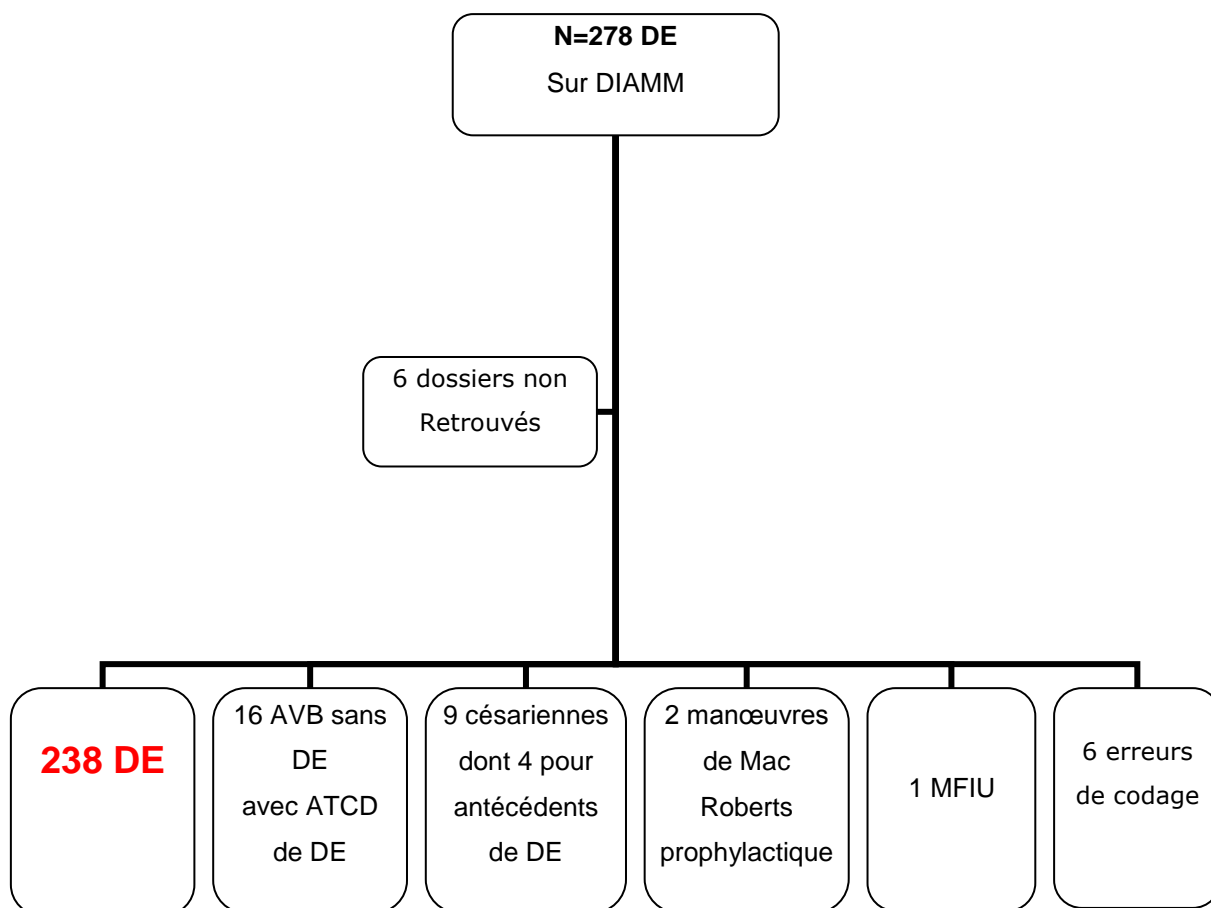 N=278 DE
Sur DIAMM
6 dossiers non
Retrouvés
238 DE
16 AVB sans
DE
avec ATCD
de DE
9 césariennes
dont 4 pour
antécédents
de DE
2 manœuvres
de Mac
Roberts
prophylactique
1 MFIU
6 erreurs
de codage